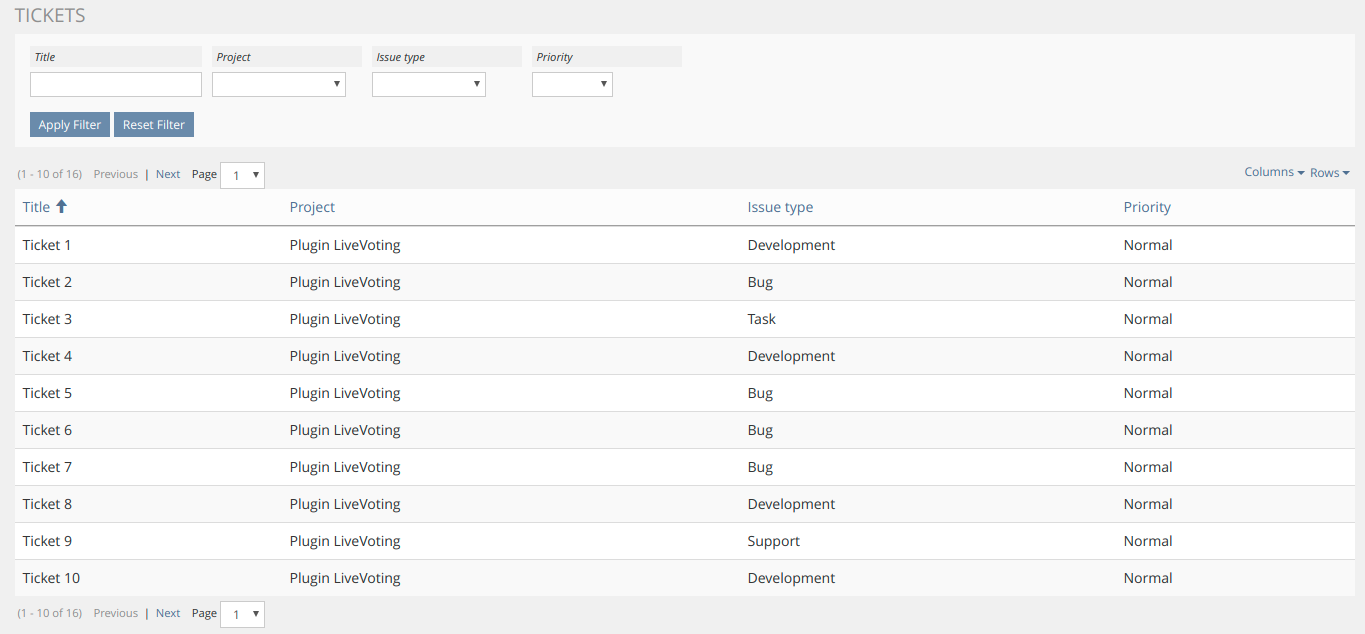 TICKETS
Title Project Issue type Priority
Apply Filter Reset Filter
(1 - 10 of 16) Previous | Next Page 1 Columns Rows
Title Project Issue type Priority
Ticket 1 Plugin LiveVoting Development Normal
Ticket 2 Plugin LiveVoting Bug Normal
Ticket 3 Plugin LiveVoting Task Normal
Ticket 4 Plugin LiveVoting Development Normal
Ticket 5 Plugin LiveVoting Bug Normal
Ticket 6 Plugin LiveVoting Bug Normal
Ticket 7 Plugin LiveVoting Bug Normal
Ticket 8 Plugin LiveVoting Development Normal
Ticket 9 Plugin LiveVoting Support Normal
Ticket 10 Plugin LiveVoting Development Normal
(1 - 10 of 16) Previous | Next Page 1